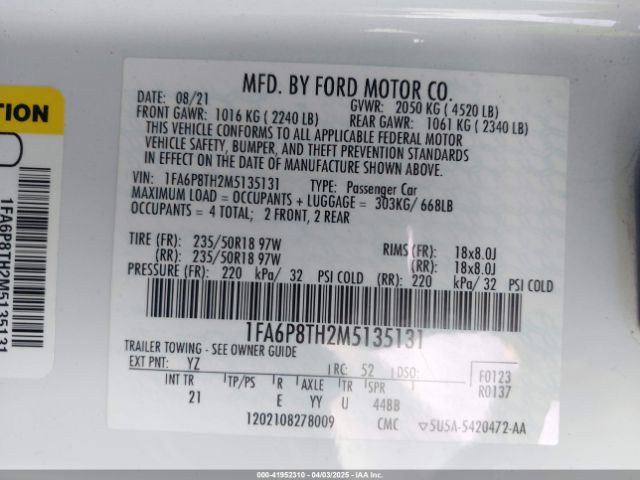 MFD. BY FORD MOTOR CO.
DATE: 08/21 GVWR: 2050 KG ( 4520 LB)
FRONT GAWR: 1016 KG ( 2240 LB) REAR GAWR: 1061 KG ( 2340 LB)
THIS VEHICLE CONFORMS TO ALL APPLICABLE FEDERAL MOTOR
VEHICLE SAFETY, BUMPER, AND THEFT PREVENTION STANDARDS
IN EFFECT ON THE DATE OF MANUFACTURE SHOWN ABOVE.
VIN: 1FA6P8TH2M5135131 TYPE: Passenger Car
MAXIMUM LOAD = OCCUPANTS + LUGGAGE = 303KG/ 668LB
OCCUPANTS = 4 TOTAL; 2 FRONT, 2 REAR
TIRE (FR): 235/50R18 97W RIMS (FR): 18x8.0J
(RR): 235/50R18 97W (RR): 18x8.0J
PRESSURE (FR): 220 kPa/ 32 PSI COLD (RR): 220 kPa/ 32 PSI COLD
1FA6P8TH2M5135131
TRAILER TOWING - SEE OWNER GUIDE
EXT PNT: YZ RC: 52 DSO: F0123
R0137
INT TR TP/PS R AXLE TR SPR
21 E YY U 44BB
1202108278009 CMC ▽5U5A-5420472-AA
TION
1FA6P8TH2M5135131
000-41952310 - 04/03/2025 - IAA Inc.